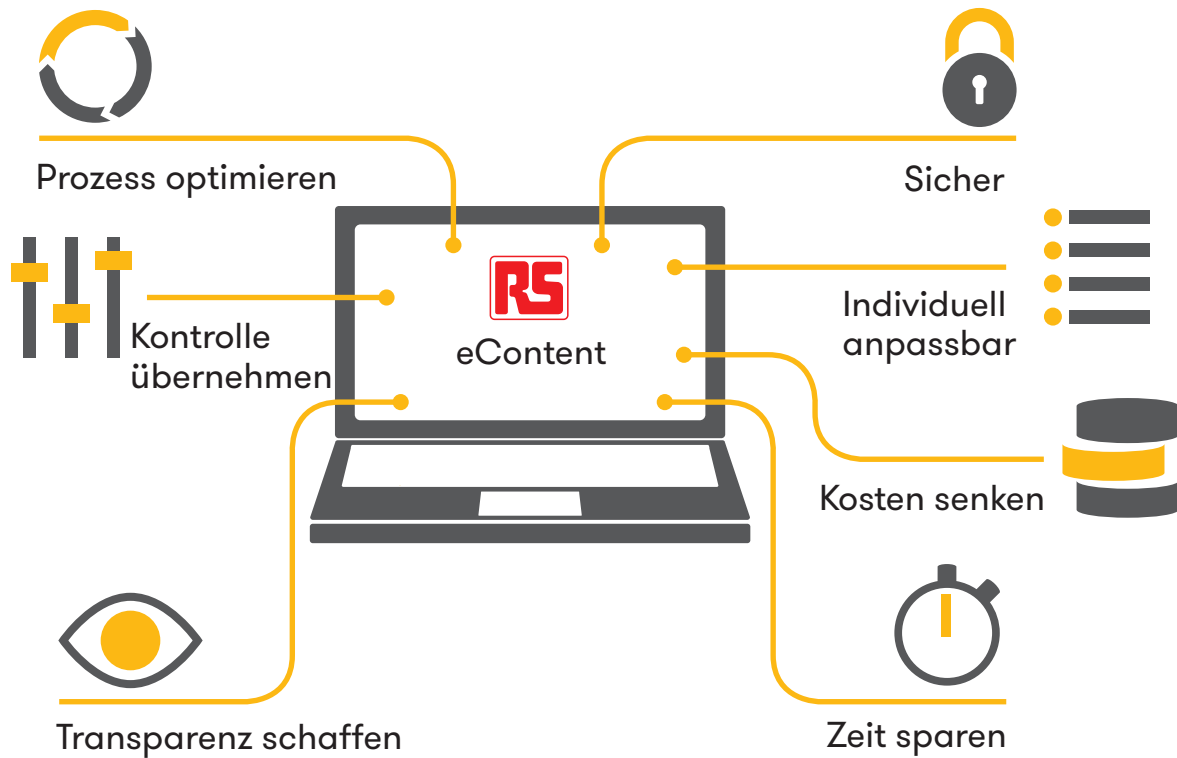 Prozess optimieren
Sicher
Kontrolle
übernehmen
RS
eContent
Individuell
anpassbar
Kosten senken
Transparenz schaffen
Zeit sparen